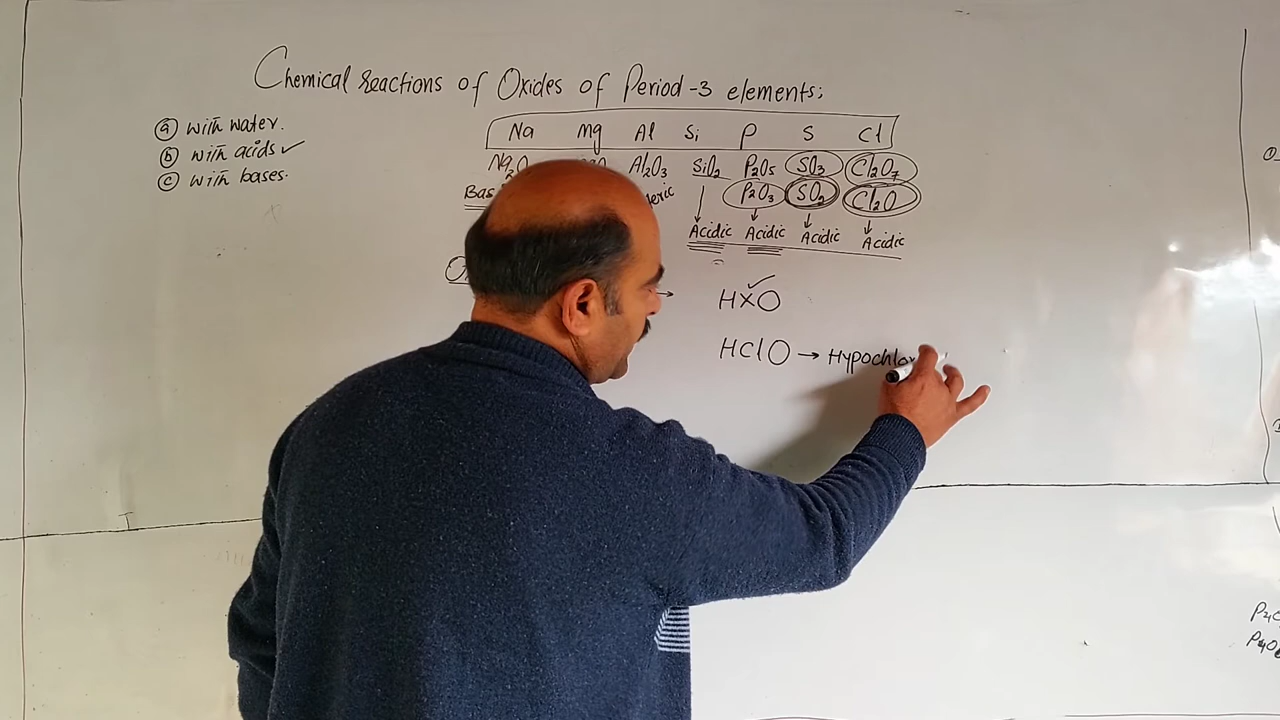 Chemical reactions of Oxides of Period-3 elements:
(a) with water.
(b) with acids ✓
(c) with bases.
Na Mg Al Si P S Cl
Na2O Al2O3 SiO2 P2O5 SO3 Cl2O7
P2O3 SO2 Cl2O
Acidic Acidic Acidic Acidic
→ HXO ✓
HClO → Hypochlor